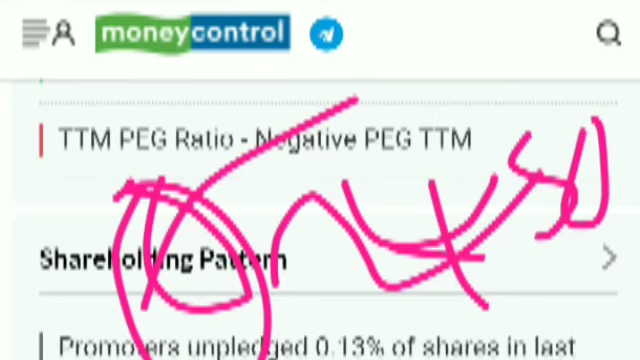 moneycontrol
TTM PEG Ratio - Negative PEG TTM
Shareholding Pattern
Promoters unpledged 0.13% of shares in last